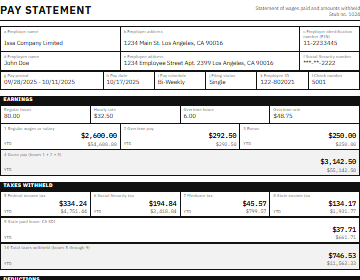 PAY STATEMENT
Statement of wages paid and amounts withheld
Stub no. 1024
a Employer name
Issa Company Limited
b Employer address
1234 Main St. Los Angeles, CA 90016
c Employer identification number (EIN)
11-2233445
d Employee name
John Doe
e Employee address
1234 Employee Street Apt. 2399 Los Angeles, CA 90016
f Social Security number
***-**-2222
g Pay period
09/28/2025 - 10/11/2025
h Pay date
10/17/2025
i Pay schedule
Bi-Weekly
j Filing status
Single
k Employee ID
122-802021
l Check number
5001
EARNINGS
Regular hours
80.00
Hourly rate
$32.50
Overtime hours
6.00
Overtime rate
$48.75
1 Regular wages or salary
$2,600.00
YTD $54,600.00
2 Overtime pay
$292.50
YTD $292.50
3 Bonus
$250.00
YTD $250.00
4 Gross pay (boxes 1 + 2 + 3)
$3,142.50
YTD $55,142.50
TAXES WITHHELD
5 Federal income tax
$334.24
YTD $4,751.44
6 Social Security tax
$194.84
YTD $3,418.84
7 Medicare tax
$45.57
YTD $799.57
8 State income tax
$134.17
YTD $1,931.77
9 State payroll taxes: CA SDI
$37.71
YTD $661.71
10 Total taxes withheld (boxes 5 through 9)
$746.53
YTD $11,563.33
DEDUCTIONS